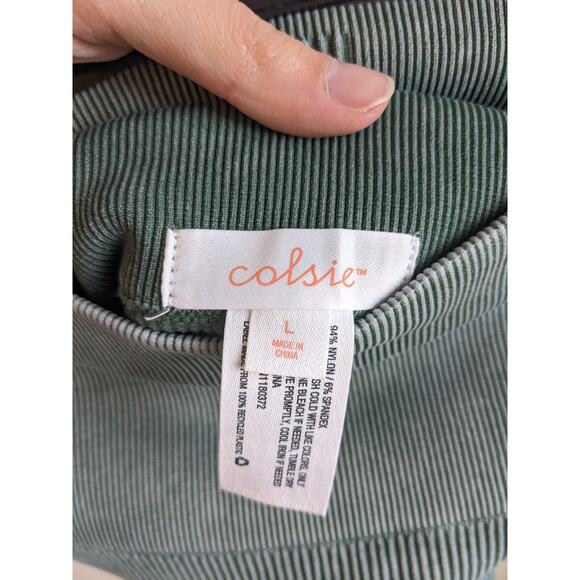 colsie™
L
MADE IN
CHINA
94% NYLON / 6% SPANDEX
SH COLD WITH LIKE COLORS, ONLY
NE BLEACH IF NEEDED, TUMBLE DRY
VE PROMPTLY, COOL IRON IF NEEDED
INA
11180372
FROM 100% RECYCLED PLASTIC